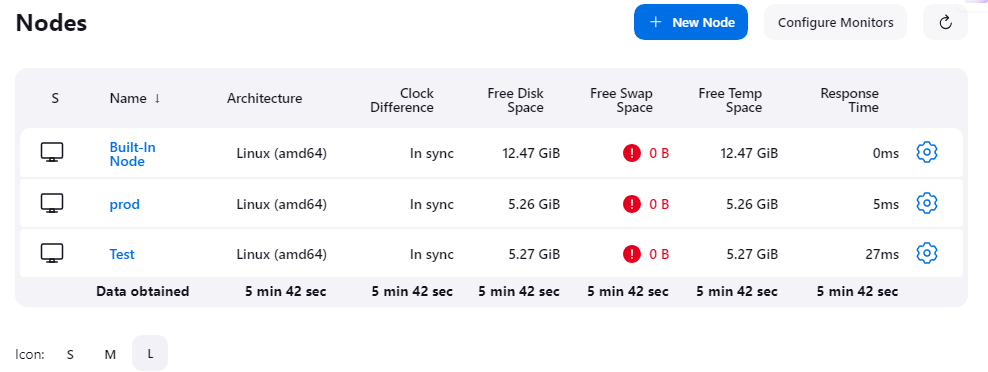 Nodes
+ New Node
Configure Monitors
S Name ↓ Architecture Clock Difference Free Disk Space Free Swap Space Free Temp Space Response Time
Built-In Node Linux (amd64) In sync 12.47 GiB ! 0 B 12.47 GiB 0ms
prod Linux (amd64) In sync 5.26 GiB ! 0 B 5.26 GiB 5ms
Test Linux (amd64) In sync 5.27 GiB ! 0 B 5.27 GiB 27ms
Data obtained 5 min 42 sec 5 min 42 sec 5 min 42 sec 5 min 42 sec 5 min 42 sec 5 min 42 sec
Icon: S M L